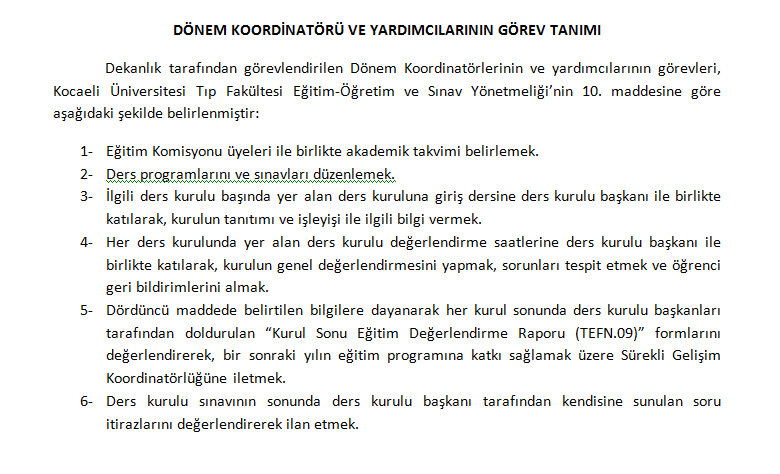 DÖNEM KOORDİNATÖRÜ VE YARDIMCILARININ GÖREV TANIMI
Dekanlık tarafından görevlendirilen Dönem Koordinatörlerinin ve yardımcılarının görevleri,
Kocaeli Üniversitesi Tıp Fakültesi Eğitim-Öğretim ve Sınav Yönetmeliği’nin 10. maddesine göre
aşağıdaki şekilde belirlenmiştir:
1- Eğitim Komisyonu üyeleri ile birlikte akademik takvimi belirlemek.
2- Ders programlarını ve sınavları düzenlemek.
3- İlgili ders kurulu başında yer alan ders kuruluna giriş dersine ders kurulu başkanı ile birlikte
katılarak, kurulun tanıtımı ve işleyişi ile ilgili bilgi vermek.
4- Her ders kurulunda yer alan ders kurulu değerlendirme saatlerine ders kurulu başkanı ile
birlikte katılarak, kurulun genel değerlendirmesini yapmak, sorunları tespit etmek ve öğrenci
geri bildirimlerini almak.
5- Dördüncü maddede belirtilen bilgilere dayanarak her kurul sonunda ders kurulu başkanları
tarafından doldurulan “Kurul Sonu Eğitim Değerlendirme Raporu (TEFN.09)” formlarını
değerlendirerek, bir sonraki yılın eğitim programına katkı sağlamak üzere Sürekli Gelişim
Koordinatörlüğüne iletmek.
6- Ders kurulu sınavının sonunda ders kurulu başkanı tarafından kendisine sunulan soru
itirazlarını değerlendirerek ilan etmek.